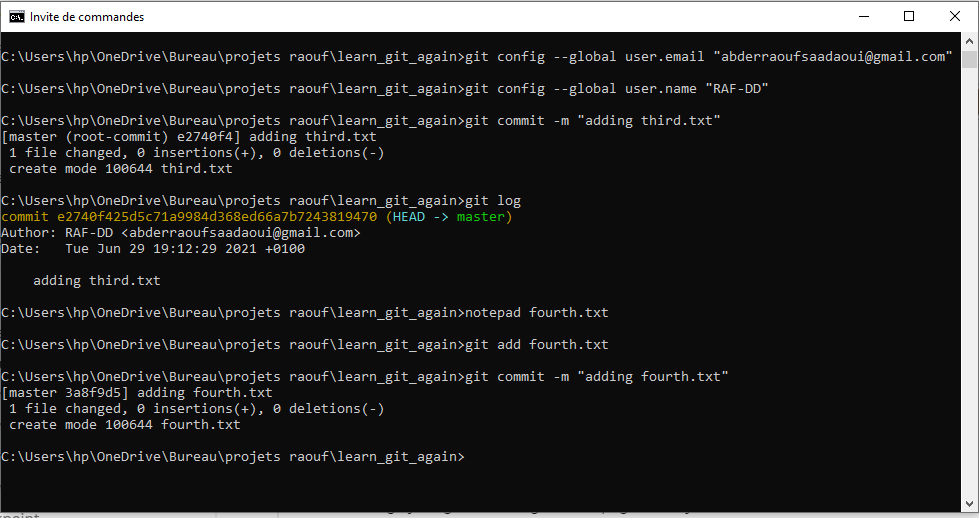 Invite de commandes
C:\Users\hp\OneDrive\Bureau\projets raouf\learn_git_again>git config --global user.email "abderraoufsaadaoui@gmail.com"
C:\Users\hp\OneDrive\Bureau\projets raouf\learn_git_again>git config --global user.name "RAF-DD"
C:\Users\hp\OneDrive\Bureau\projets raouf\learn_git_again>git commit -m "adding third.txt"
[master (root-commit) e2740f4] adding third.txt
 1 file changed, 0 insertions(+), 0 deletions(-)
 create mode 100644 third.txt
C:\Users\hp\OneDrive\Bureau\projets raouf\learn_git_again>git log
commit e2740f425d5c71a9984d368ed66a7b7243819470 (HEAD -> master)
Author: RAF-DD <abderraoufsaadaoui@gmail.com>
Date:   Tue Jun 29 19:12:29 2021 +0100
    adding third.txt
C:\Users\hp\OneDrive\Bureau\projets raouf\learn_git_again>notepad fourth.txt
C:\Users\hp\OneDrive\Bureau\projets raouf\learn_git_again>git add fourth.txt
C:\Users\hp\OneDrive\Bureau\projets raouf\learn_git_again>git commit -m "adding fourth.txt"
[master 3a8f9d5] adding fourth.txt
 1 file changed, 0 insertions(+), 0 deletions(-)
 create mode 100644 fourth.txt
C:\Users\hp\OneDrive\Bureau\projets raouf\learn_git_again>